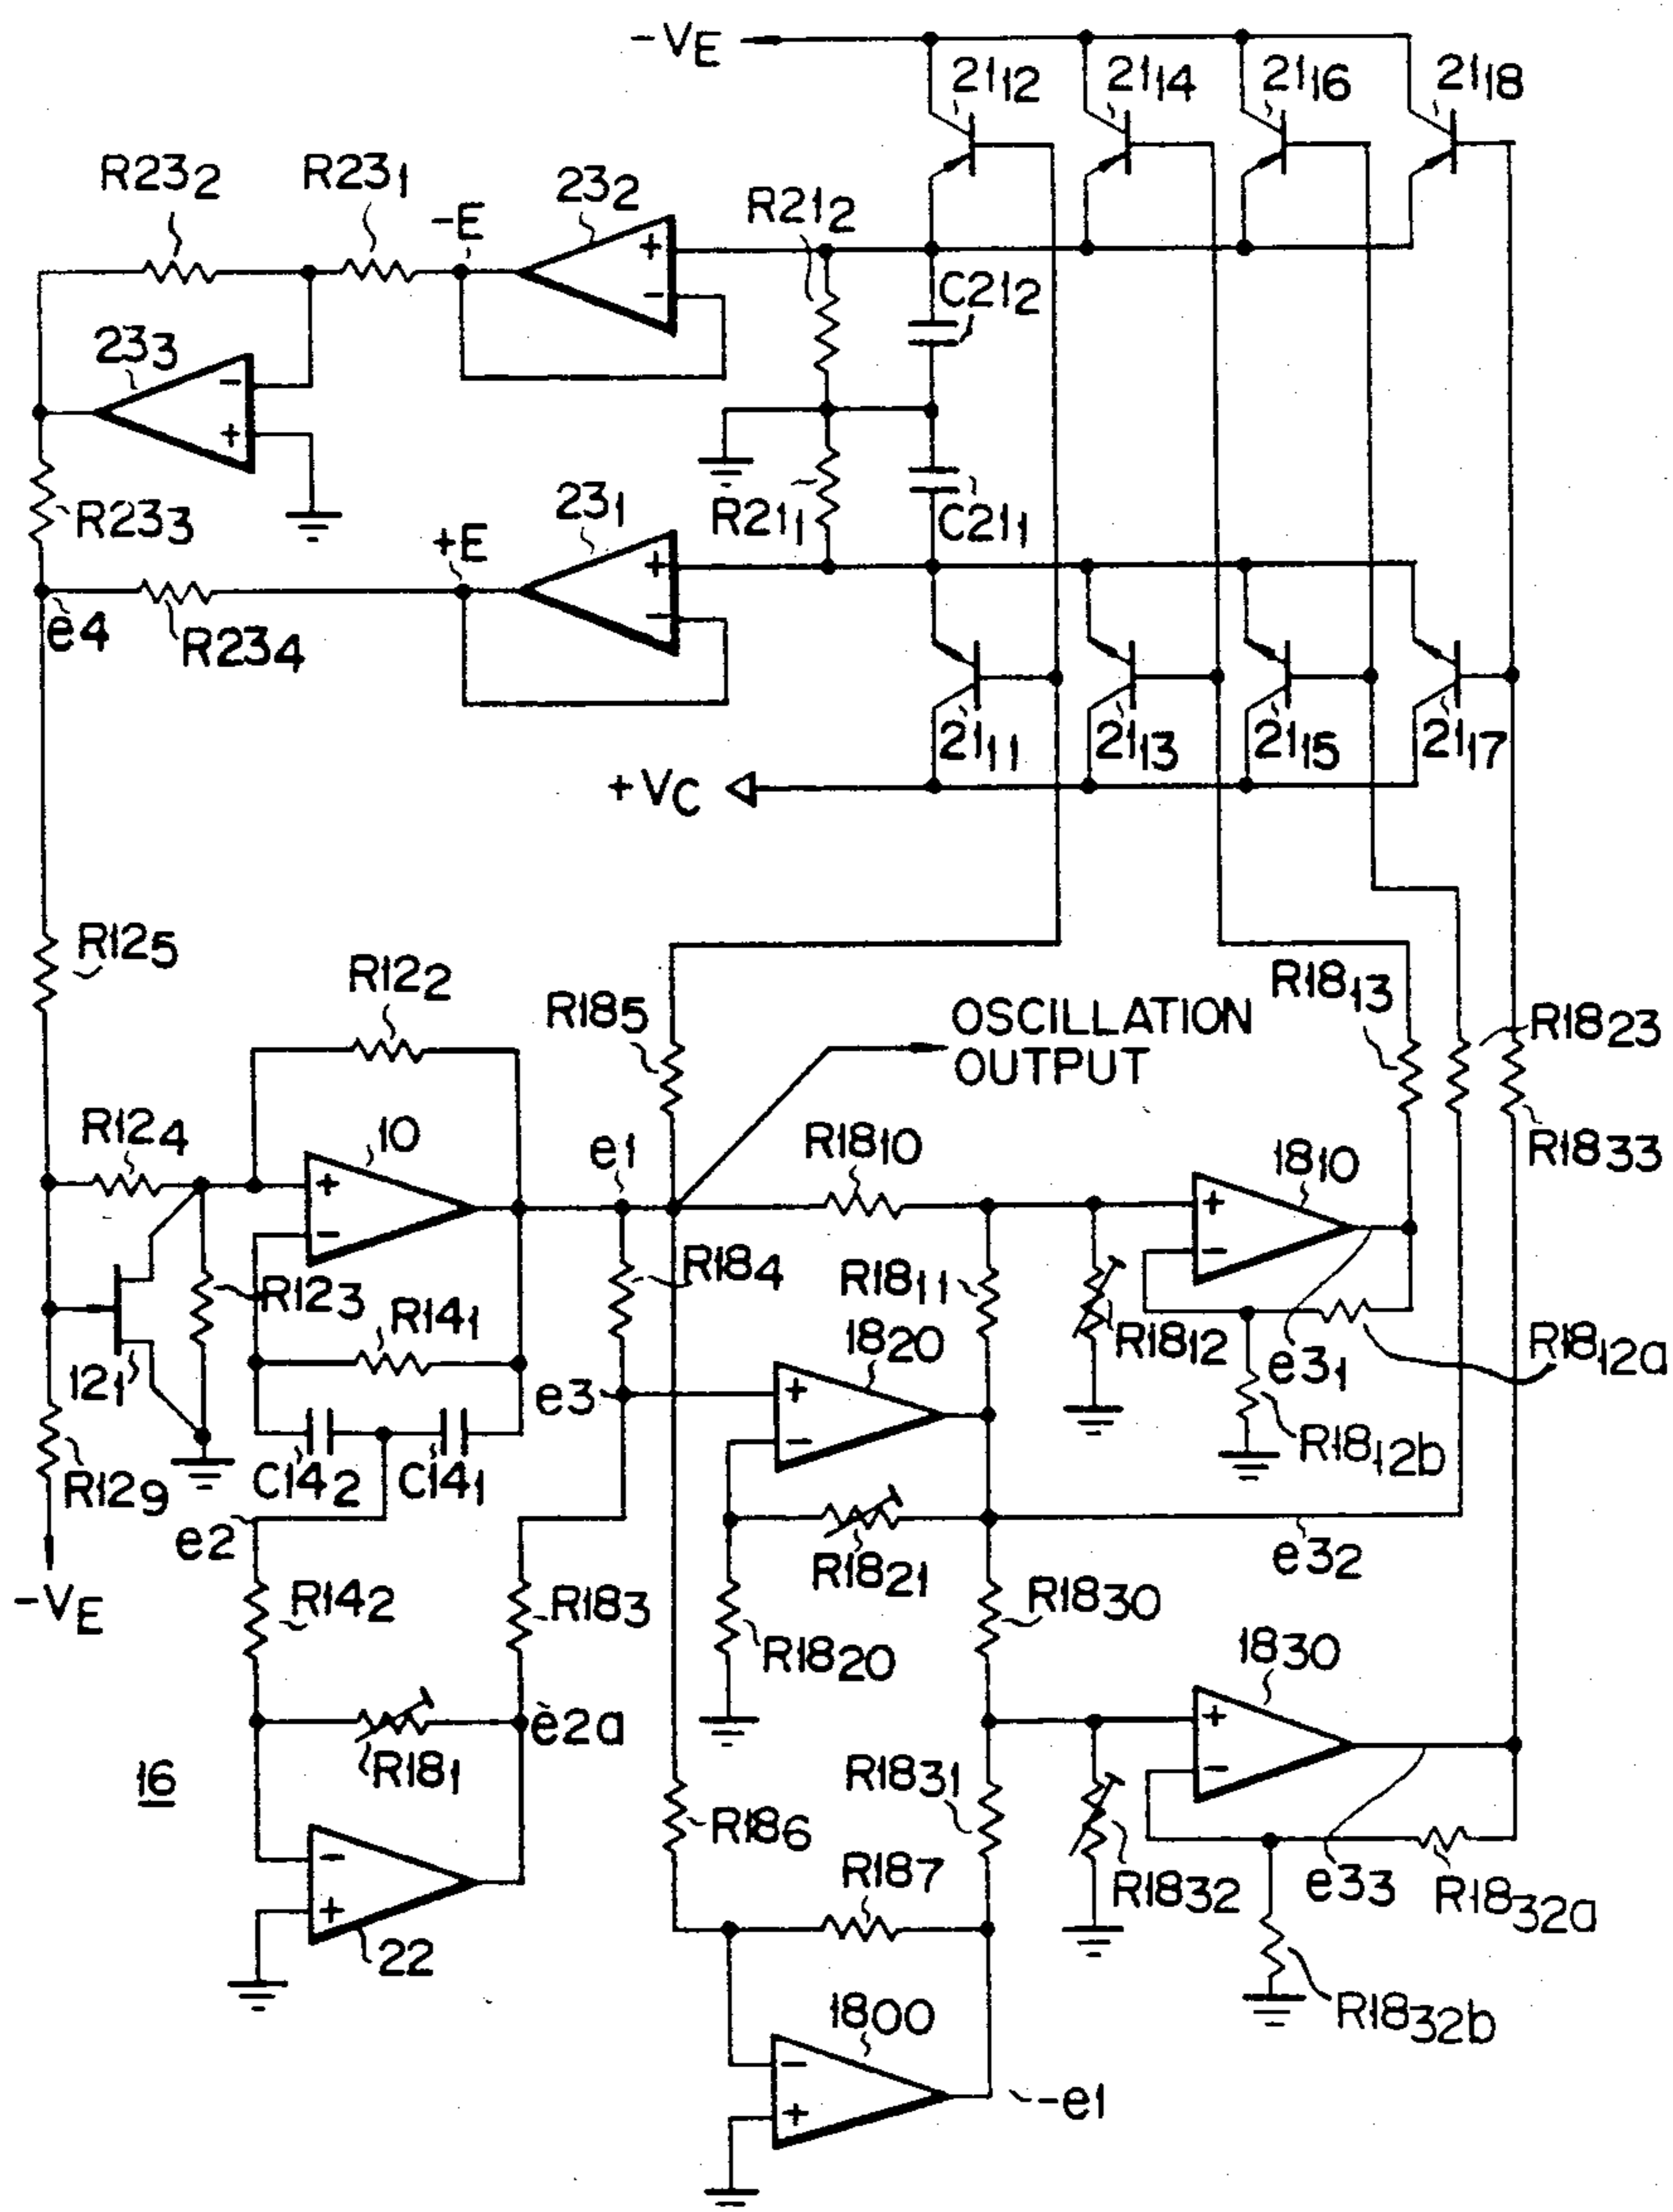 -VE
2112 2114 2116 2118
R232 R231 -E 232 R212
C212
233
R233
+E 231 R211 C211
e4 R234
2111 2113 2115 2117
+VC
R125
R122
R185
OSCILLATION
OUTPUT
R1813
R1823
R1833
R124
10
e1
R1810
1810
R123
R184
R1811
R1812
e31
R1812a
R141
121
1820
e3
R1812b
C142 C141
R129
e2
R1821
e32
-VE
R142
R183
R1820
R1830
1830
e2a
R181
16
R186
R1831
R1832
e33
R1832a
R187
22
R1832b
1800
-e1
+
-
+
-
-
+
+
-
+
-
+
-
+
-
-
+
-
+